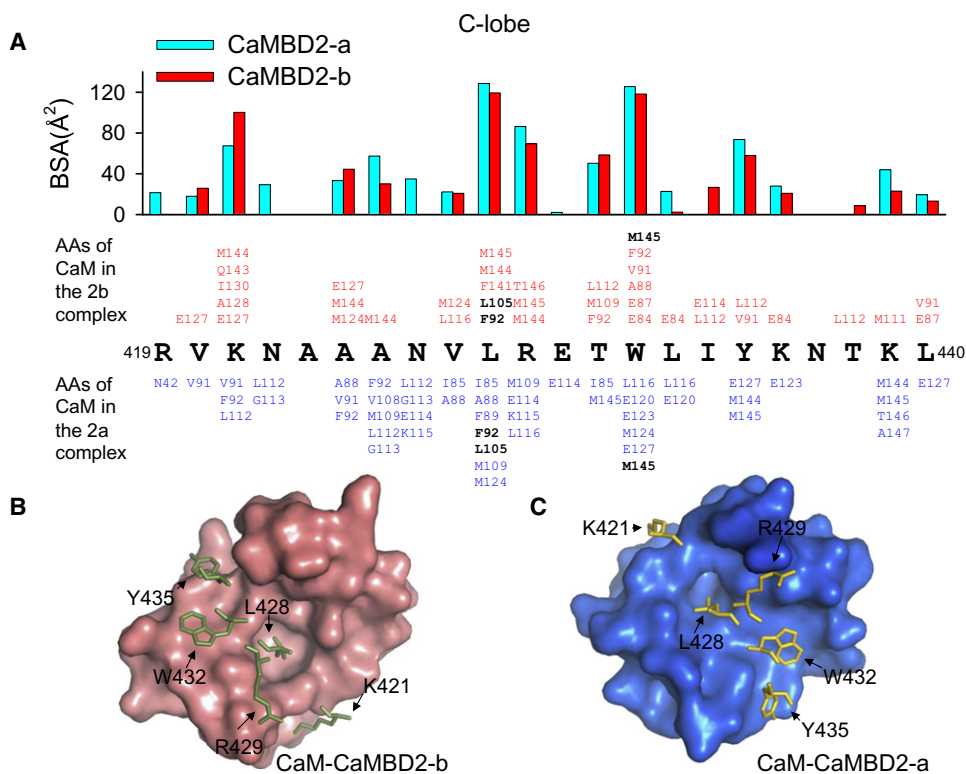 C-lobe
A
CaMBD2-a
CaMBD2-b
BSA(Å²)
120
80
40
0
AAs of
CaM in
the 2b
complex
M145
M144 M145 F92
Q143 M144 V91
I130 E127 F141 T146 L112 A88
A128 M144 M124 L105 M145 M109 E87 E114 L112 V91
E127 E127 M124 M144 L116 F92 M144 F92 E84 E84 L112 V91 E84 L112 M111 E87
419 R V K N A A A N V L R E T W L I Y K N T K L 440
AAs of
CaM in
the 2a
complex
N42 V91 V91 L112 A88 F92 L112 I85 I85 M109 E114 I85 L116 L116 E127 E123 M144 E127
F92 G113 V91 V108 G113 A88 A88 E114 M145 E120 E120 M144 M145
L112 F92 M109 E114 F89 K115 E123 M145 T146
L112 K115 F92 L116 M124 A147
G113 L105 E127
M109 M145
M124
B
Y435
L428
W432
K421
R429
CaM-CaMBD2-b
C
K421
R429
L428
W432
Y435
CaM-CaMBD2-a